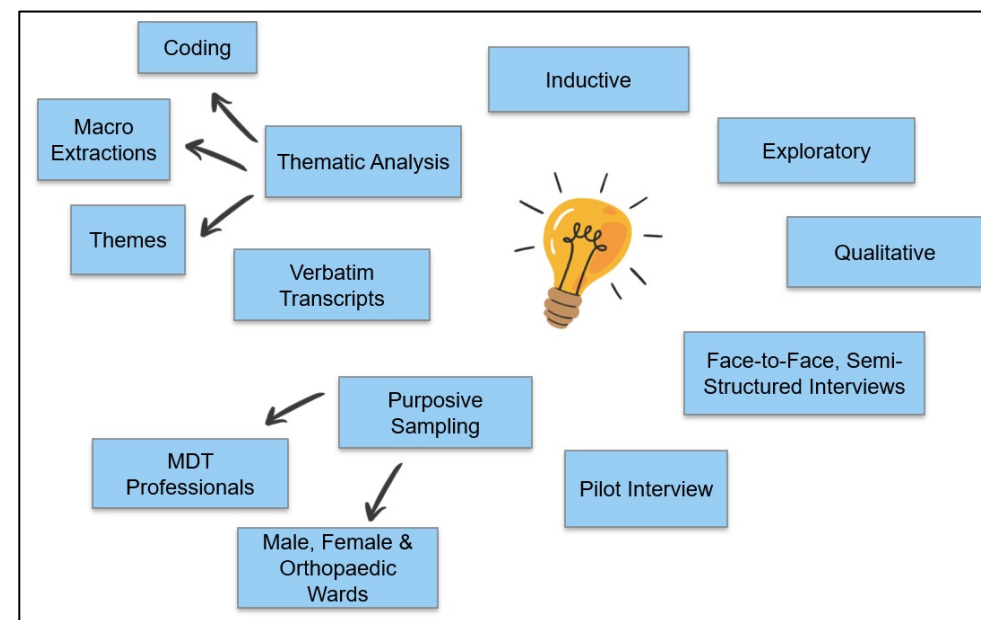 Coding
Inductive
Macro
Extractions
Thematic Analysis
Exploratory
Themes
Verbatim
Transcripts
Qualitative
Face-to-Face, Semi-
Structured Interviews
Purposive
Sampling
MDT
Professionals
Pilot Interview
Male, Female &
Orthopaedic
Wards